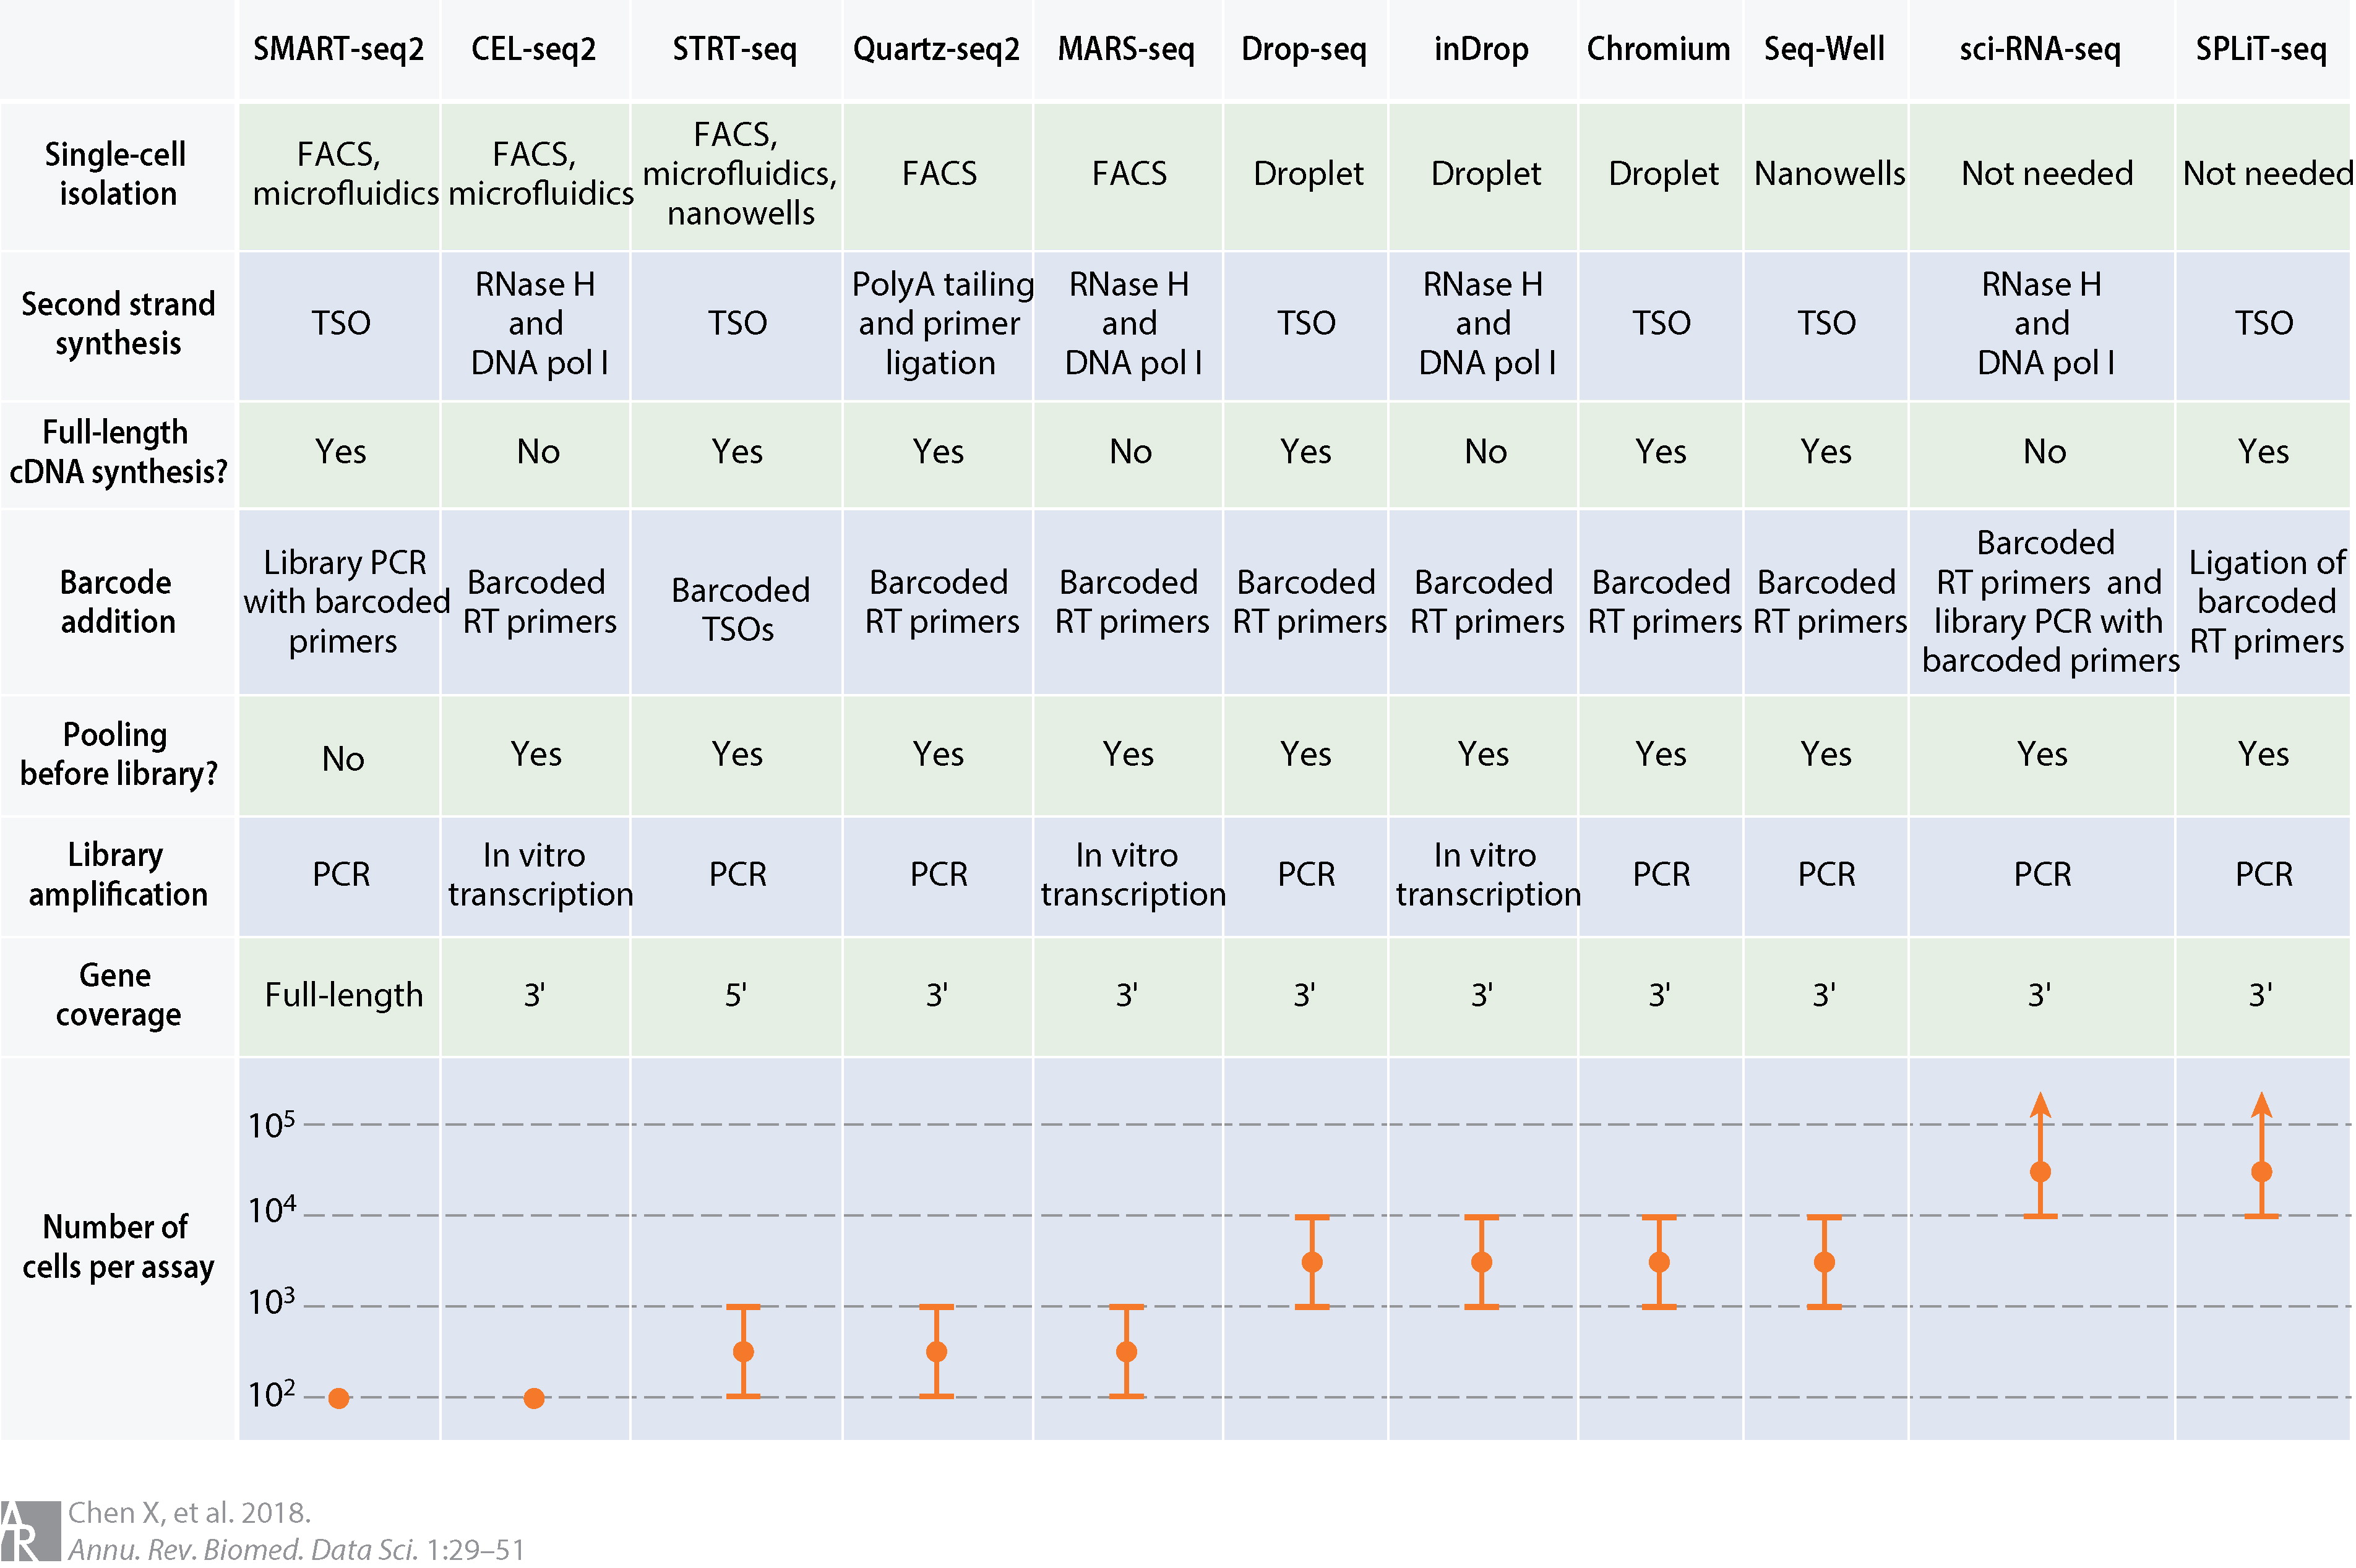 SMART-seq2 CEL-seq2 STRT-seq Quartz-seq2 MARS-seq Drop-seq inDrop Chromium Seq-Well sci-RNA-seq SPLiT-seq
Single-cell
isolation
FACS,
microfluidics
FACS,
microfluidics
FACS,
microfluidics,
nanowells
FACS
FACS
Droplet
Droplet
Droplet
Nanowells
Not needed
Not needed
Second strand
synthesis
TSO
RNase H
and
DNA pol I
TSO
PolyA tailing
and primer
ligation
RNase H
and
DNA pol I
TSO
RNase H
and
DNA pol I
TSO
TSO
RNase H
and
DNA pol I
TSO
Full-length
cDNA synthesis?
Yes
No
Yes
Yes
No
Yes
No
Yes
Yes
No
Yes
Barcode
addition
Library PCR
with barcoded
primers
Barcoded
RT primers
Barcoded
TSOs
Barcoded
RT primers
Barcoded
RT primers
Barcoded
RT primers
Barcoded
RT primers
Barcoded
RT primers
Barcoded
RT primers
Barcoded
RT primers and
library PCR with
barcoded primers
Ligation of
barcoded
RT primers
Pooling
before library?
No
Yes
Yes
Yes
Yes
Yes
Yes
Yes
Yes
Yes
Yes
Library
amplification
PCR
In vitro
transcription
PCR
PCR
In vitro
transcription
PCR
In vitro
transcription
PCR
PCR
PCR
PCR
Gene
coverage
Full-length
3'
5'
3'
3'
3'
3'
3'
3'
3'
3'
Number of
cells per assay
10⁵
10⁴
10³
10²
AR
Chen X, et al. 2018.
Annu. Rev. Biomed. Data Sci. 1:29–51